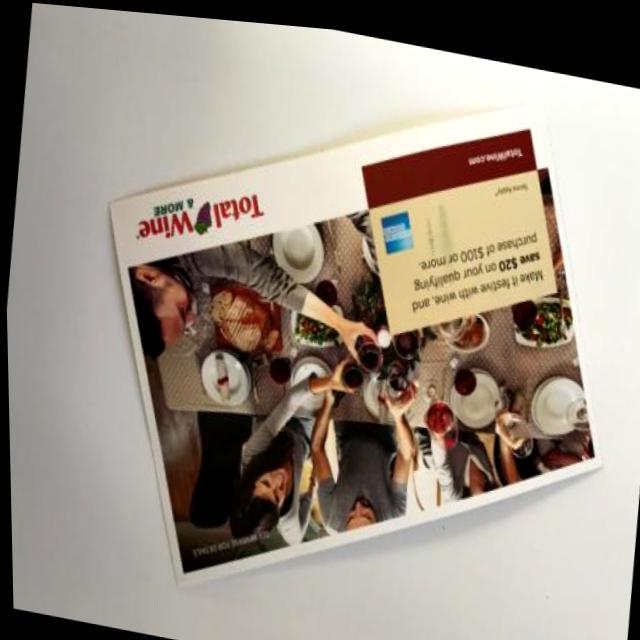 Total Wine®
& MORE
TotalWine.com
Make it festive with wine, and
save $20 on your qualifying
purchase of $100 or more.
Terms Apply*